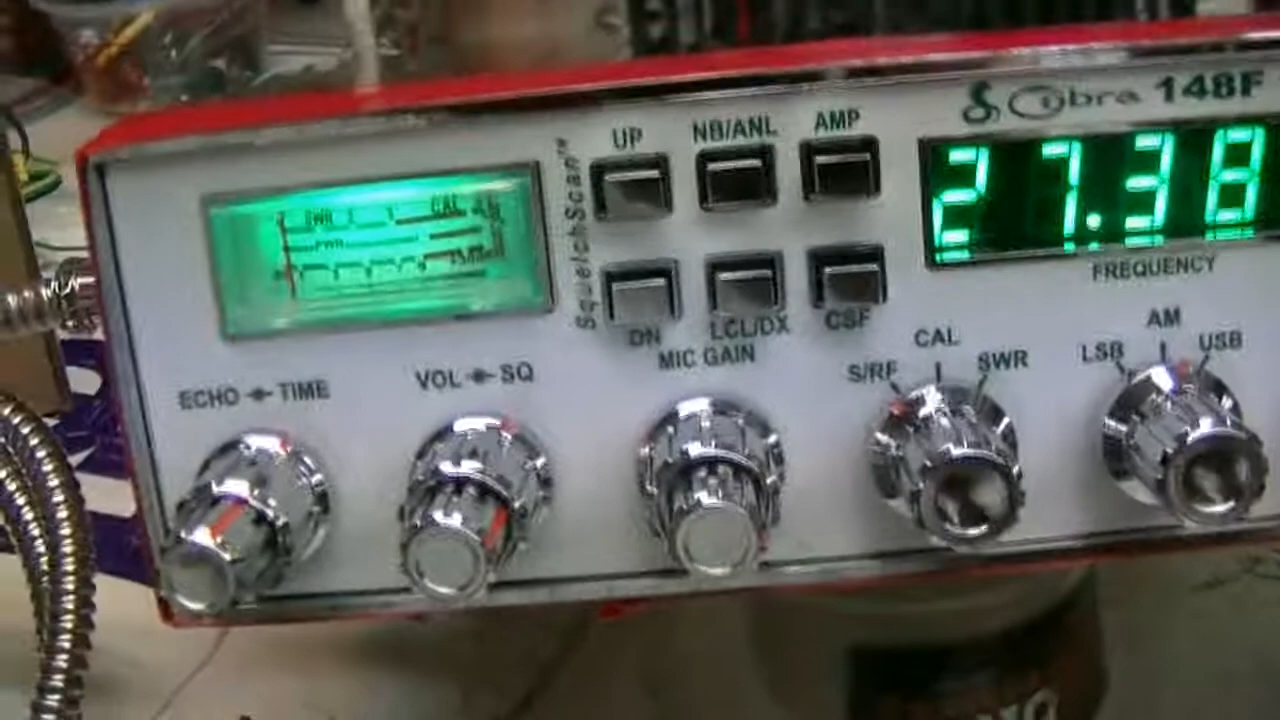 Cobra 148F
UP NB/ANL AMP
SquelchScan™
27.38
SWR CAL
PWR
DN LCL/DX CSF
FREQUENCY
MIC GAIN
ECHO TIME
VOL SQ
S/RF CAL SWR
LSB AM USB